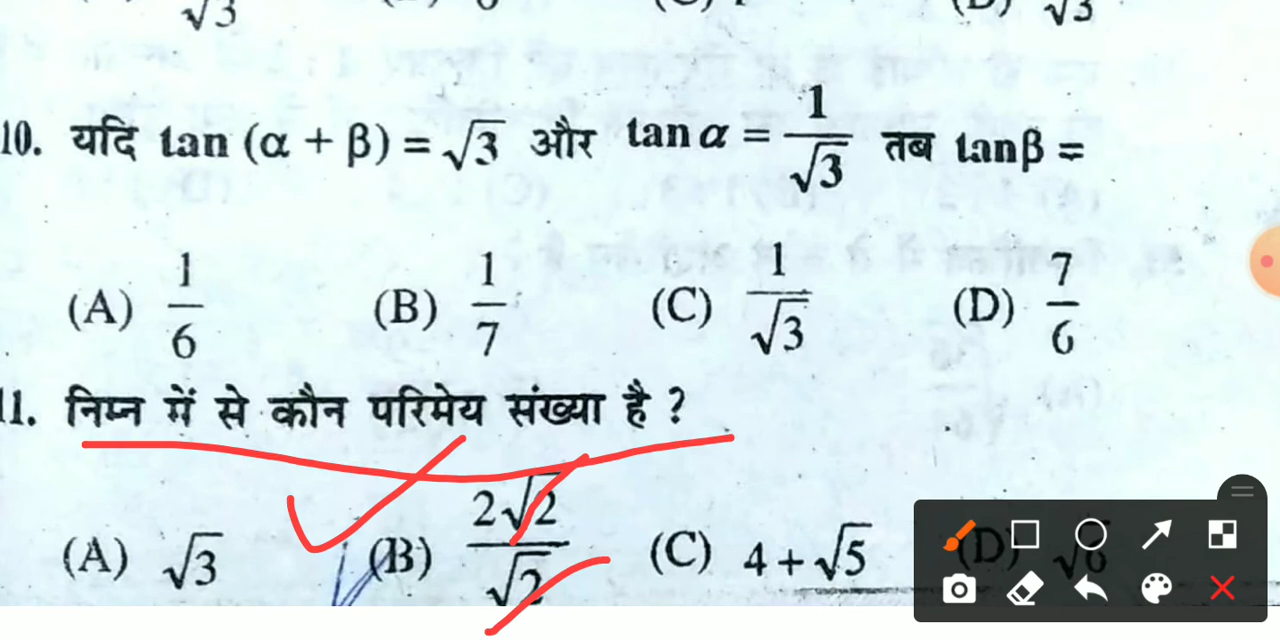 10. यदि tan (α + β) = √3 और tan α = 1/√3 तब tanβ =
(A) 1/6 (B) 1/7 (C) 1/√3 (D) 7/6
11. निम्न में से कौन परिमेय संख्या है ?
(A) √3 (B) 2√2/√2 (C) 4 + √5 (D)